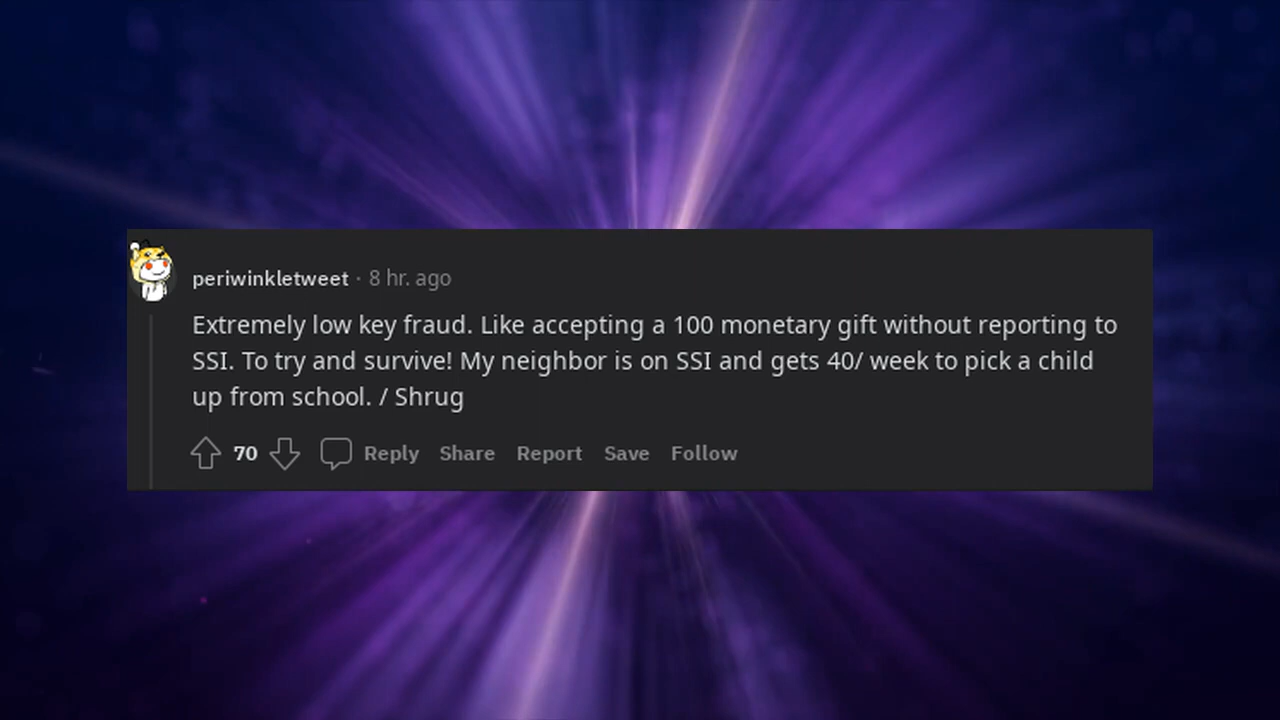 periwinkletweet · 8 hr. ago
Extremely low key fraud. Like accepting a 100 monetary gift without reporting to
SSI. To try and survive! My neighbor is on SSI and gets 40/ week to pick a child
up from school. / Shrug
70 Reply Share Report Save Follow